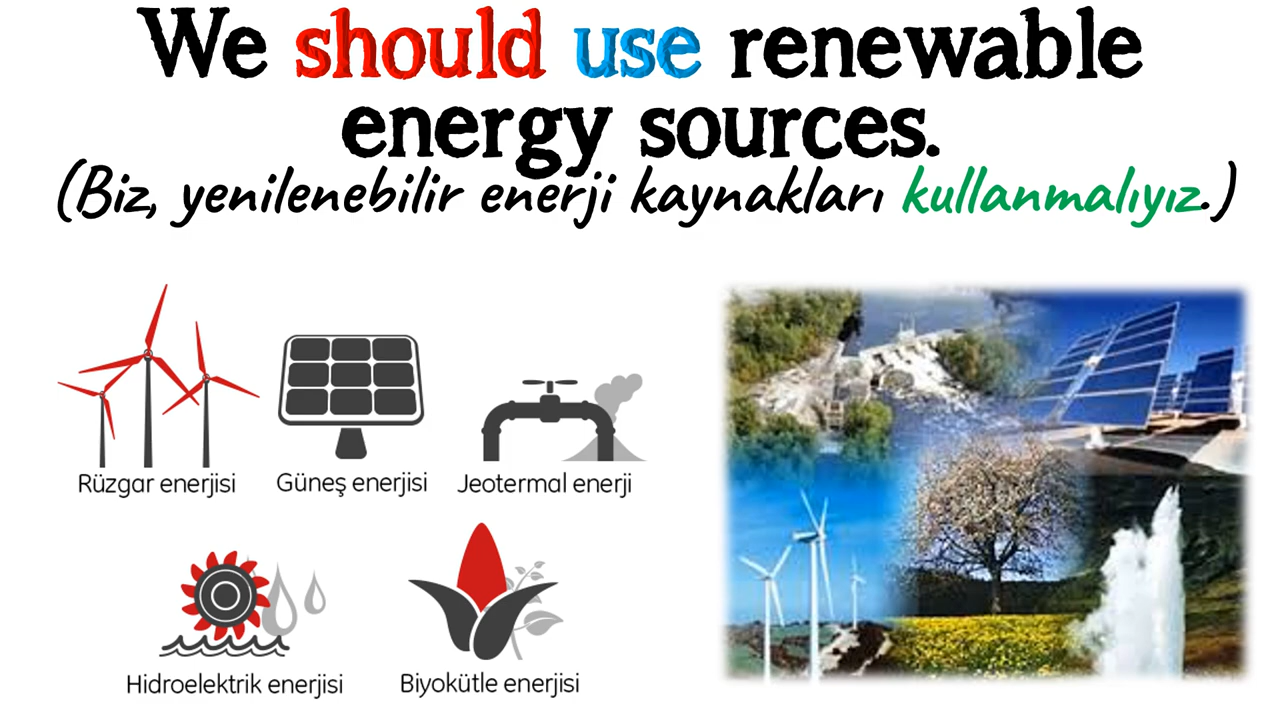 We should use renewable
energy sources.
(Biz, yenilenebilir enerji kaynakları kullanmalıyız.)
Rüzgar enerjisi
Güneş enerjisi
Jeotermal enerji
Hidroelektrik enerjisi
Biyokütle enerjisi